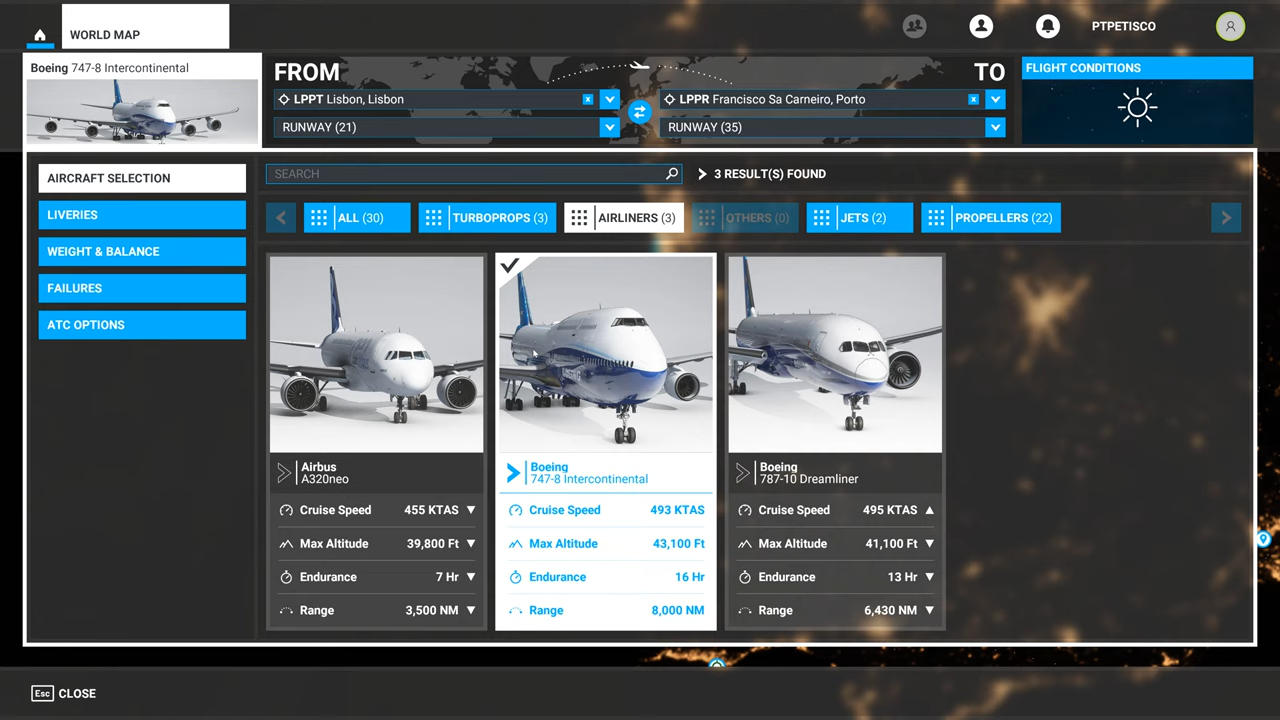 WORLD MAP
PTPETISCO
Boeing 747-8 Intercontinental
FROM
TO
LPPT Lisbon, Lisbon
x
LPPR Francisco Sa Carneiro, Porto
x
RUNWAY (21)
RUNWAY (35)
FLIGHT CONDITIONS
AIRCRAFT SELECTION
LIVERIES
WEIGHT & BALANCE
FAILURES
ATC OPTIONS
SEARCH
3 RESULT(S) FOUND
ALL (30)
TURBOPROPS (3)
AIRLINERS (3)
OTHERS (0)
JETS (2)
PROPELLERS (22)
Airbus
A320neo
Cruise Speed 455 KTAS
Max Altitude 39,800 Ft
Endurance 7 Hr
Range 3,500 NM
Boeing
747-8 Intercontinental
Cruise Speed 493 KTAS
Max Altitude 43,100 Ft
Endurance 16 Hr
Range 8,000 NM
Boeing
787-10 Dreamliner
Cruise Speed 495 KTAS
Max Altitude 41,100 Ft
Endurance 13 Hr
Range 6,430 NM
Esc CLOSE